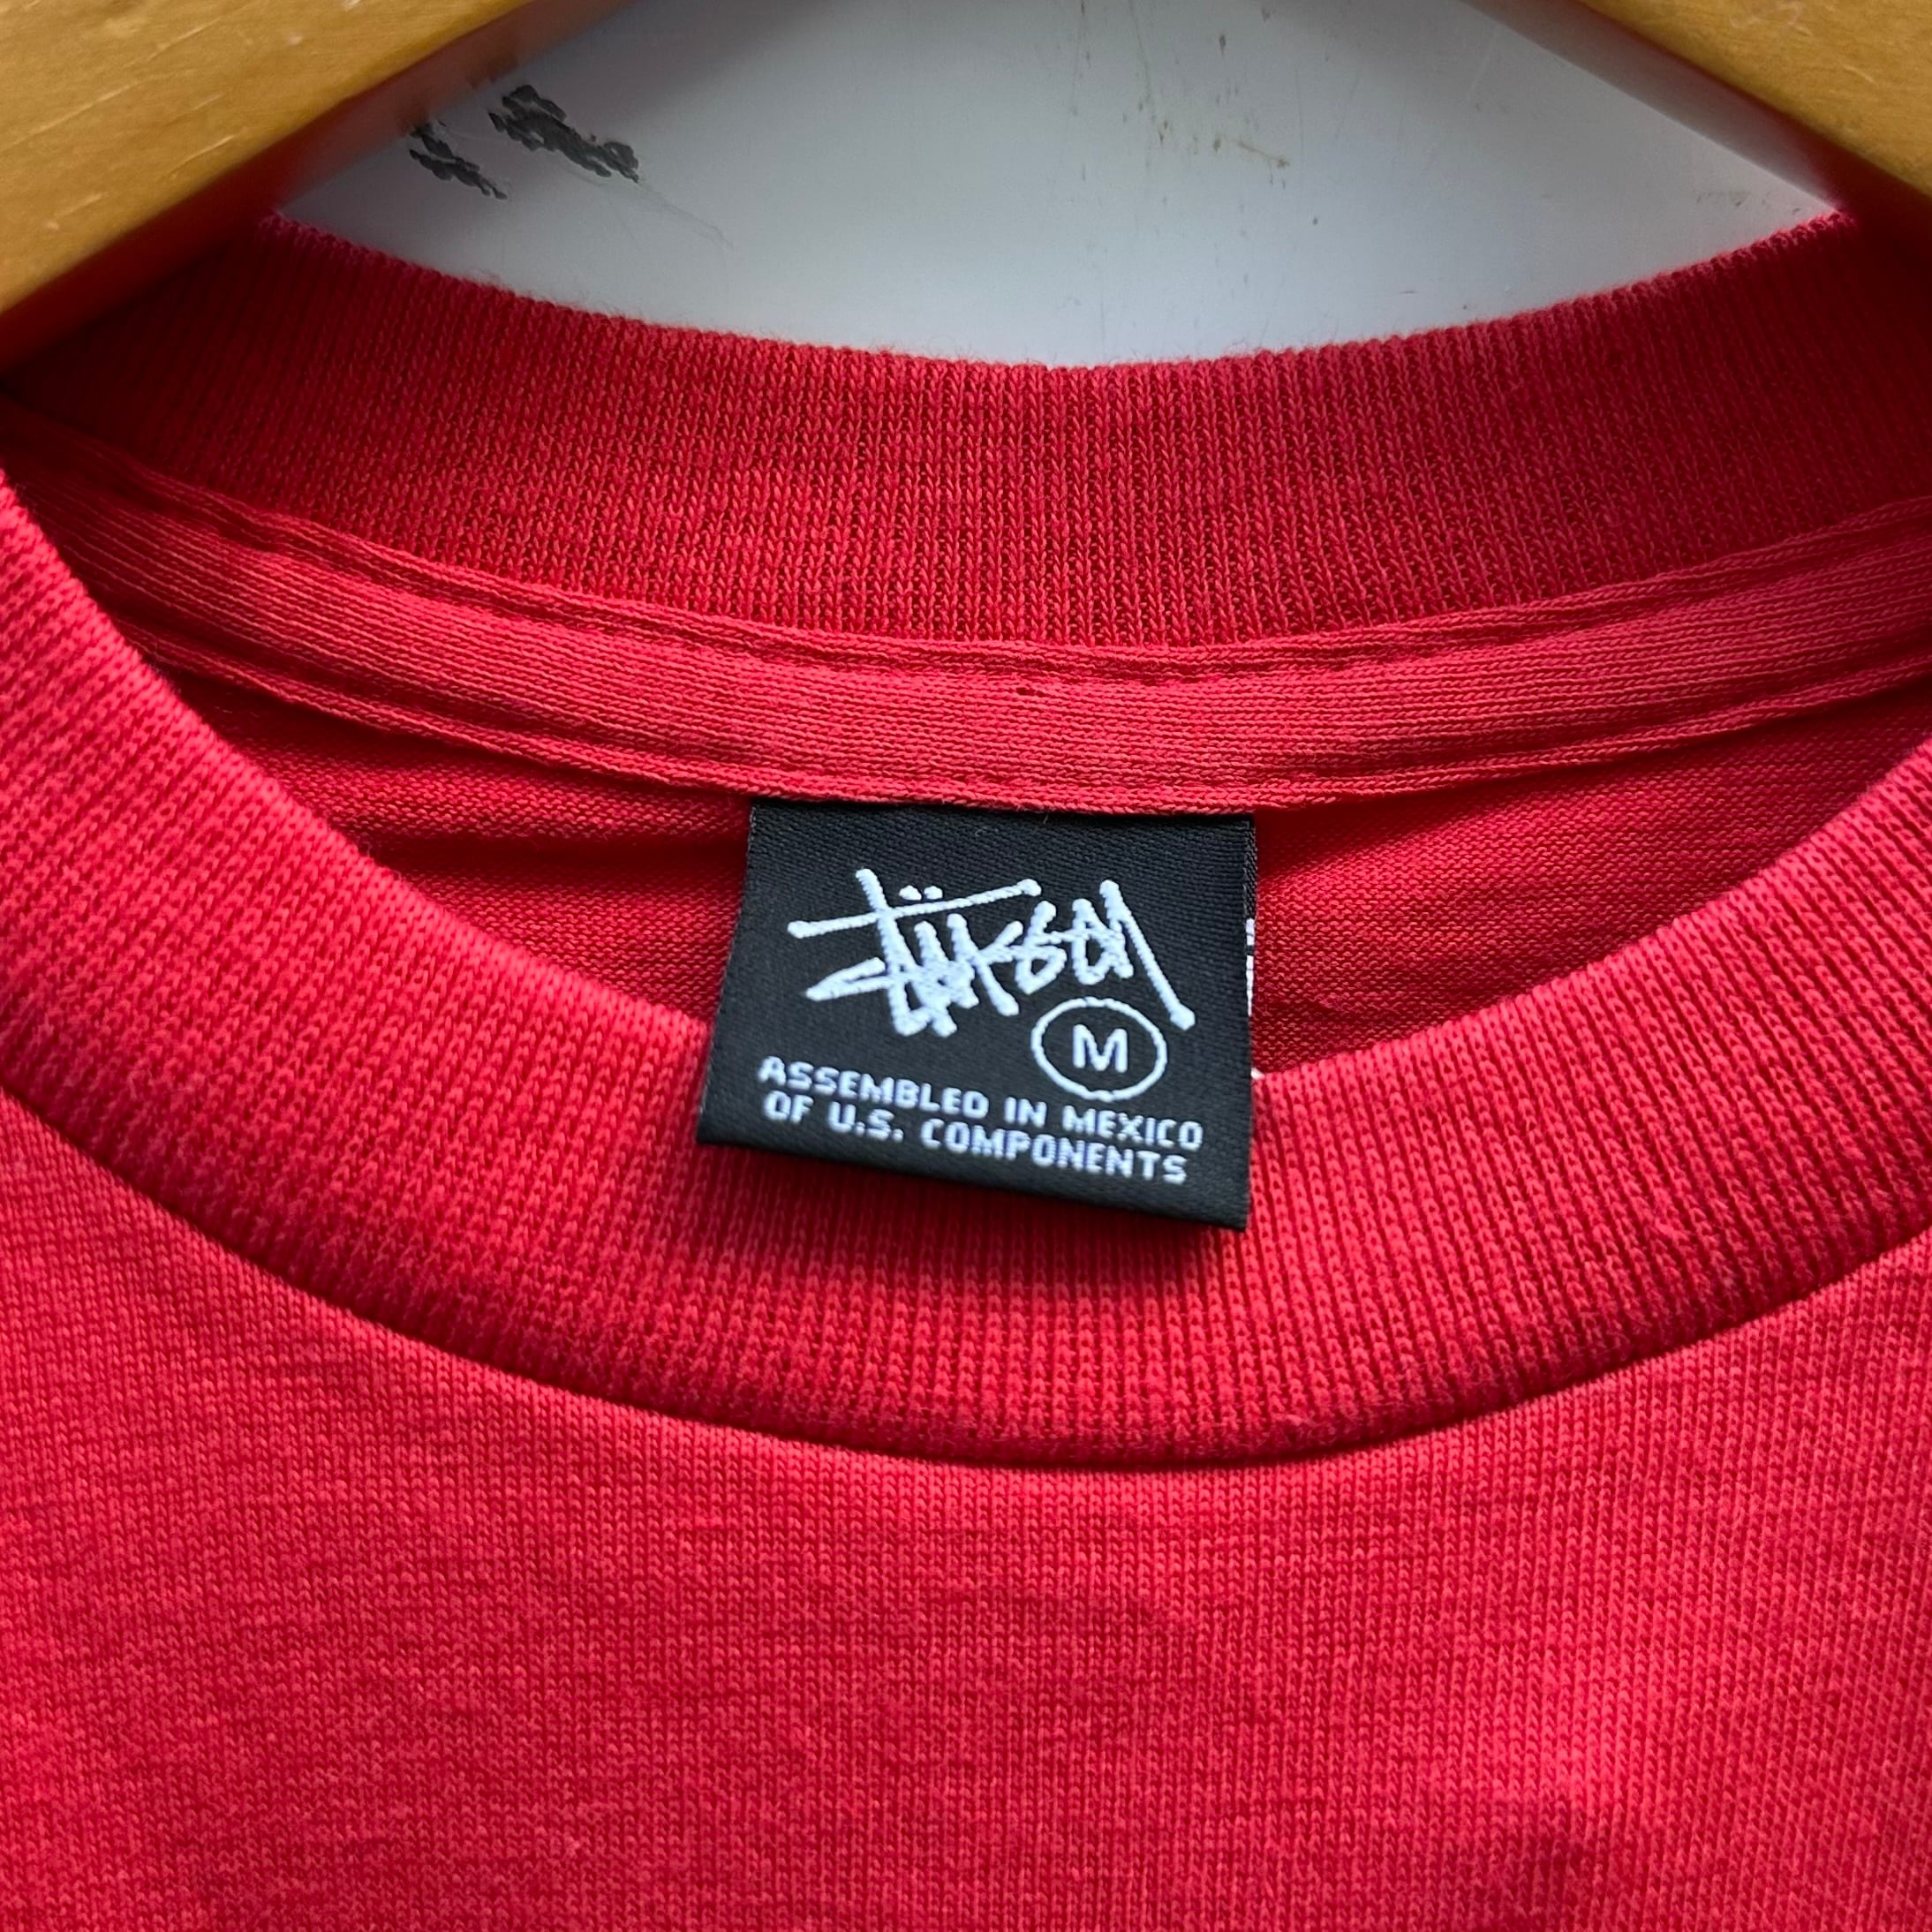 Stüssy
M
ASSEMBLED IN MEXICO
OF U.S. COMPONENTS